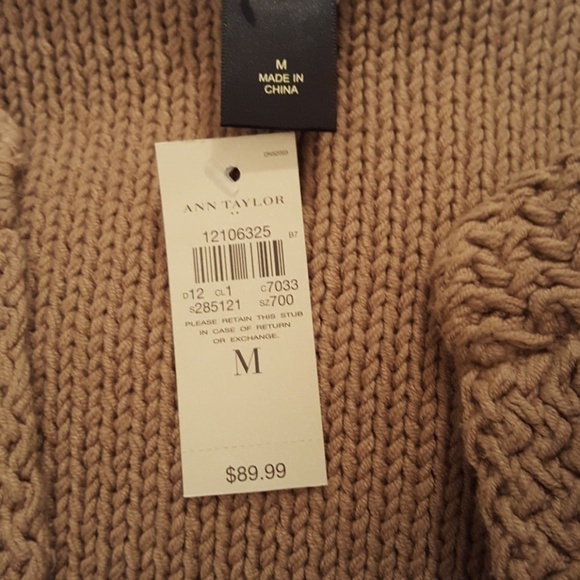 M
MADE IN
CHINA
ANN TAYLOR
12106325 B7
D12 CL1 C7033
S285121 SZ700
PLEASE RETAIN THIS STUB
IN CASE OF RETURN
OR EXCHANGE.
M
$89.99